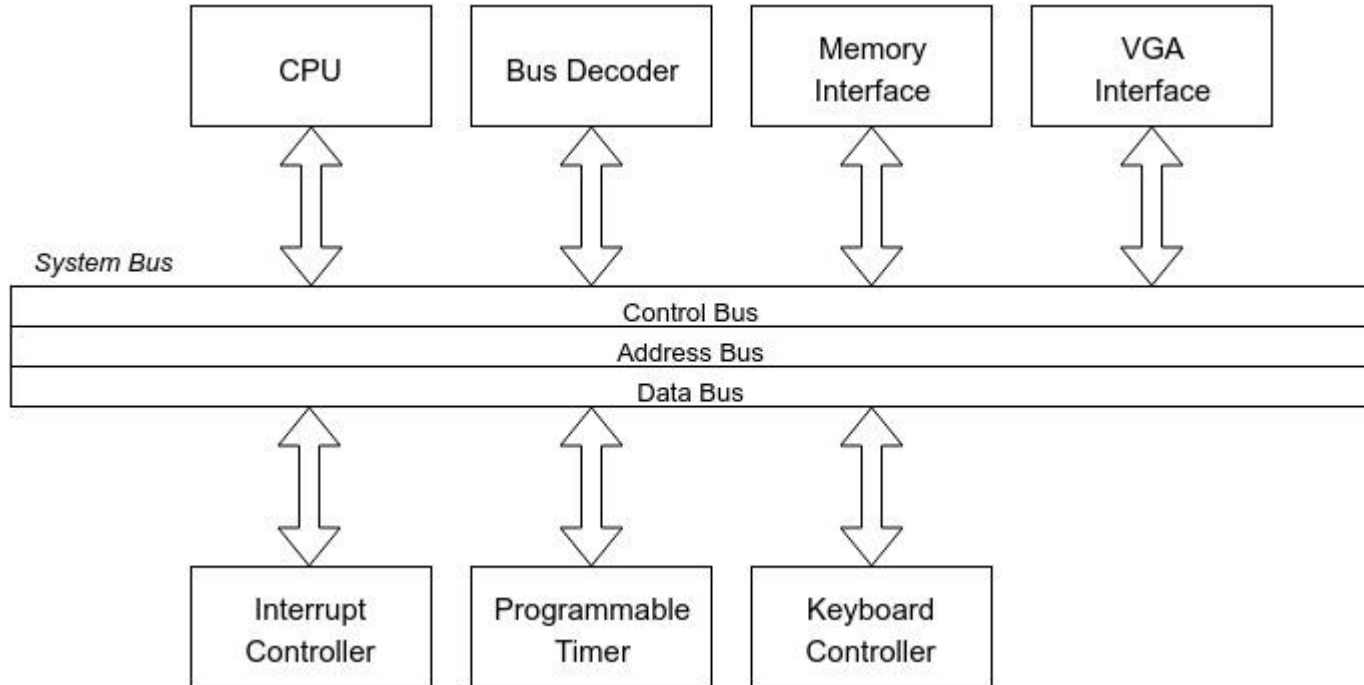 CPU
Bus Decoder
Memory
Interface
VGA
Interface
System Bus
Control Bus
Address Bus
Data Bus
Interrupt
Controller
Programmable
Timer
Keyboard
Controller